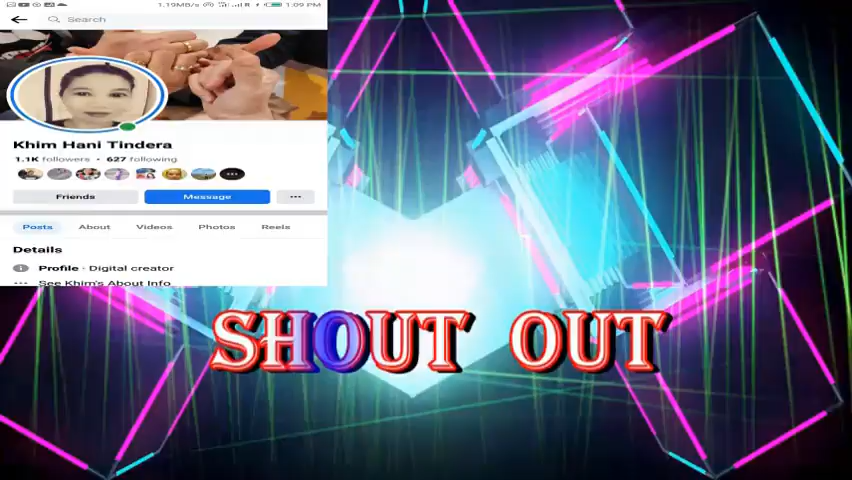 1.19MB/s 1:09 PM
Search
Khim Hani Tindera
1.1K followers • 627 following
Friends Message ...
Posts About Videos Photos Reels
Details
Profile · Digital creator
See Khim's About Info
SHOUT OUT